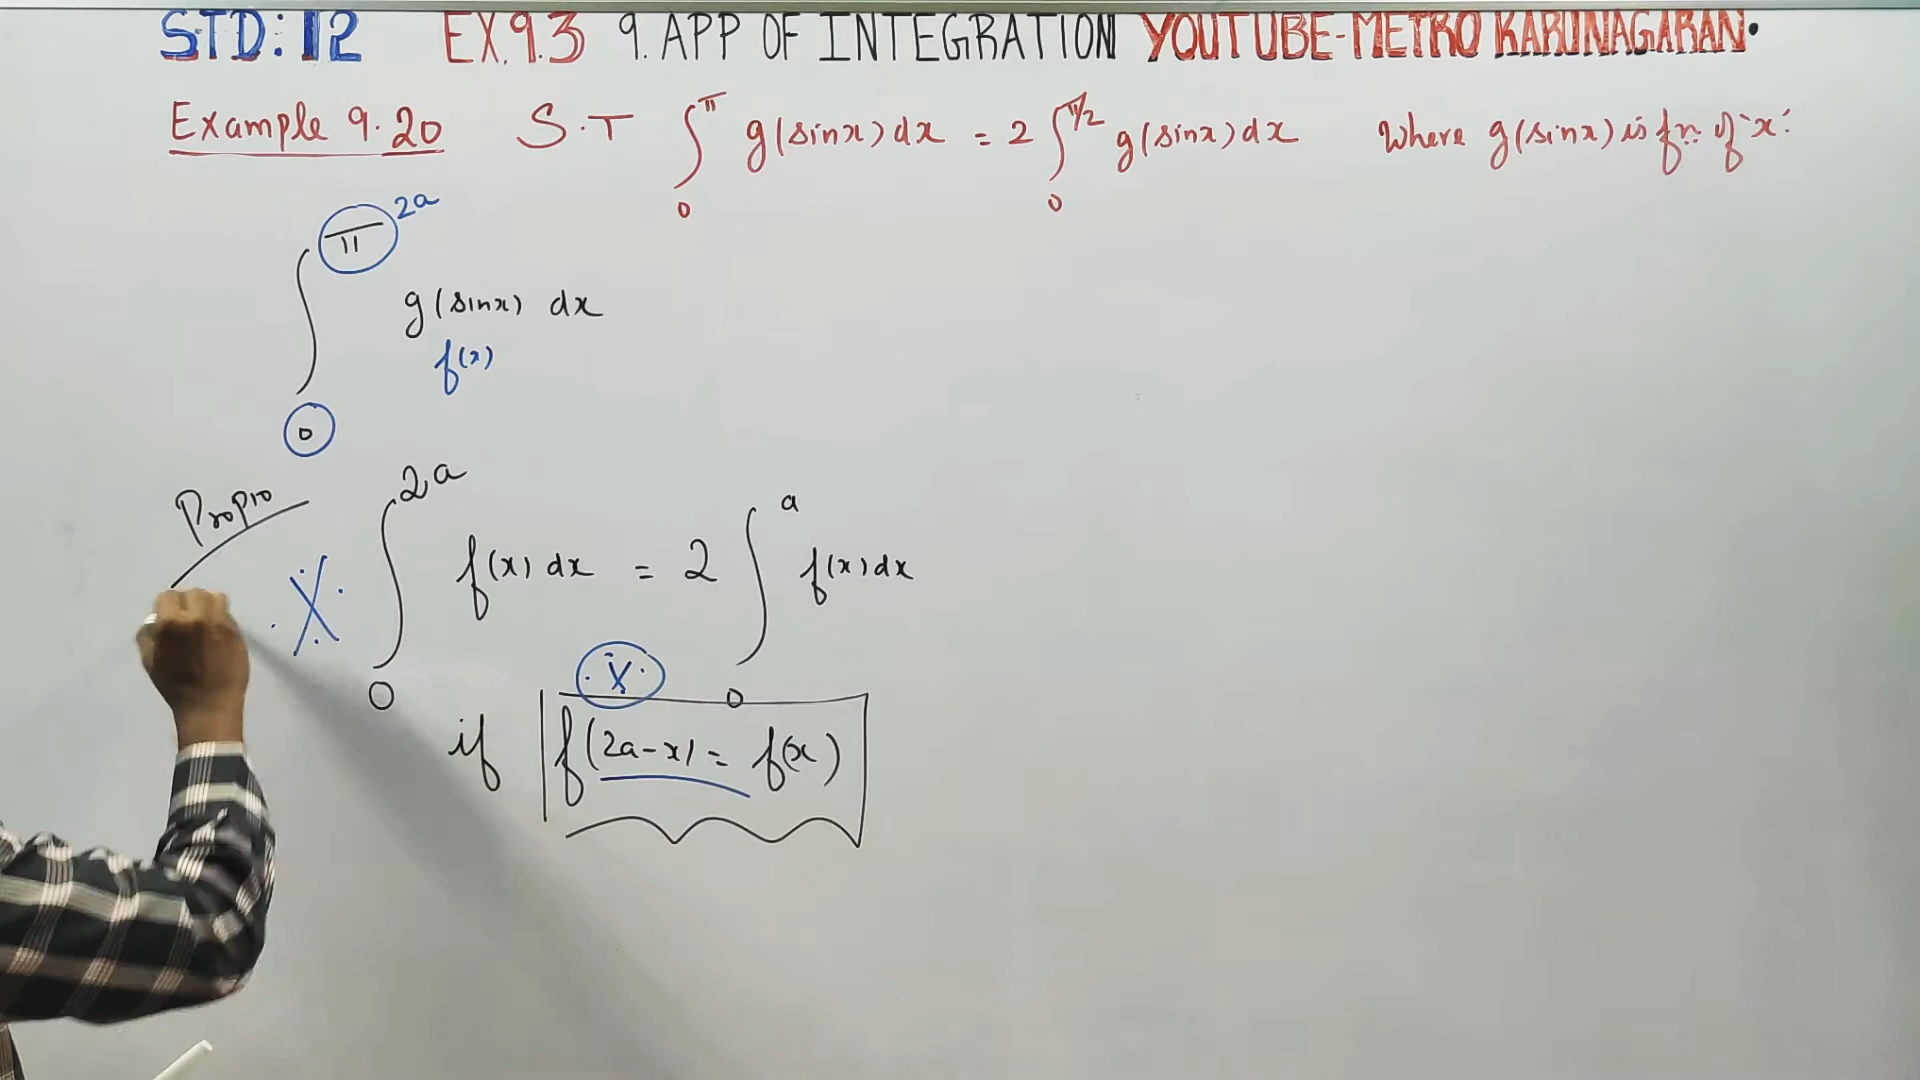 STD: 12 EX.9.3 9. APP OF INTEGRATION YOUTUBE-METRO KARUNAGARAN.
Example 9.20 S.T ∫₀^π g(sinx) dx = 2 ∫₀^π/2 g(sinx) dx Where g(sinx) is fn. of 'x'.
∫₀^π 2a g(sinx) dx
f(x)
Prop 10
X ∫₀^2a f(x) dx = 2 ∫₀^a f(x) dx
X
if f(2a-x) = f(x)